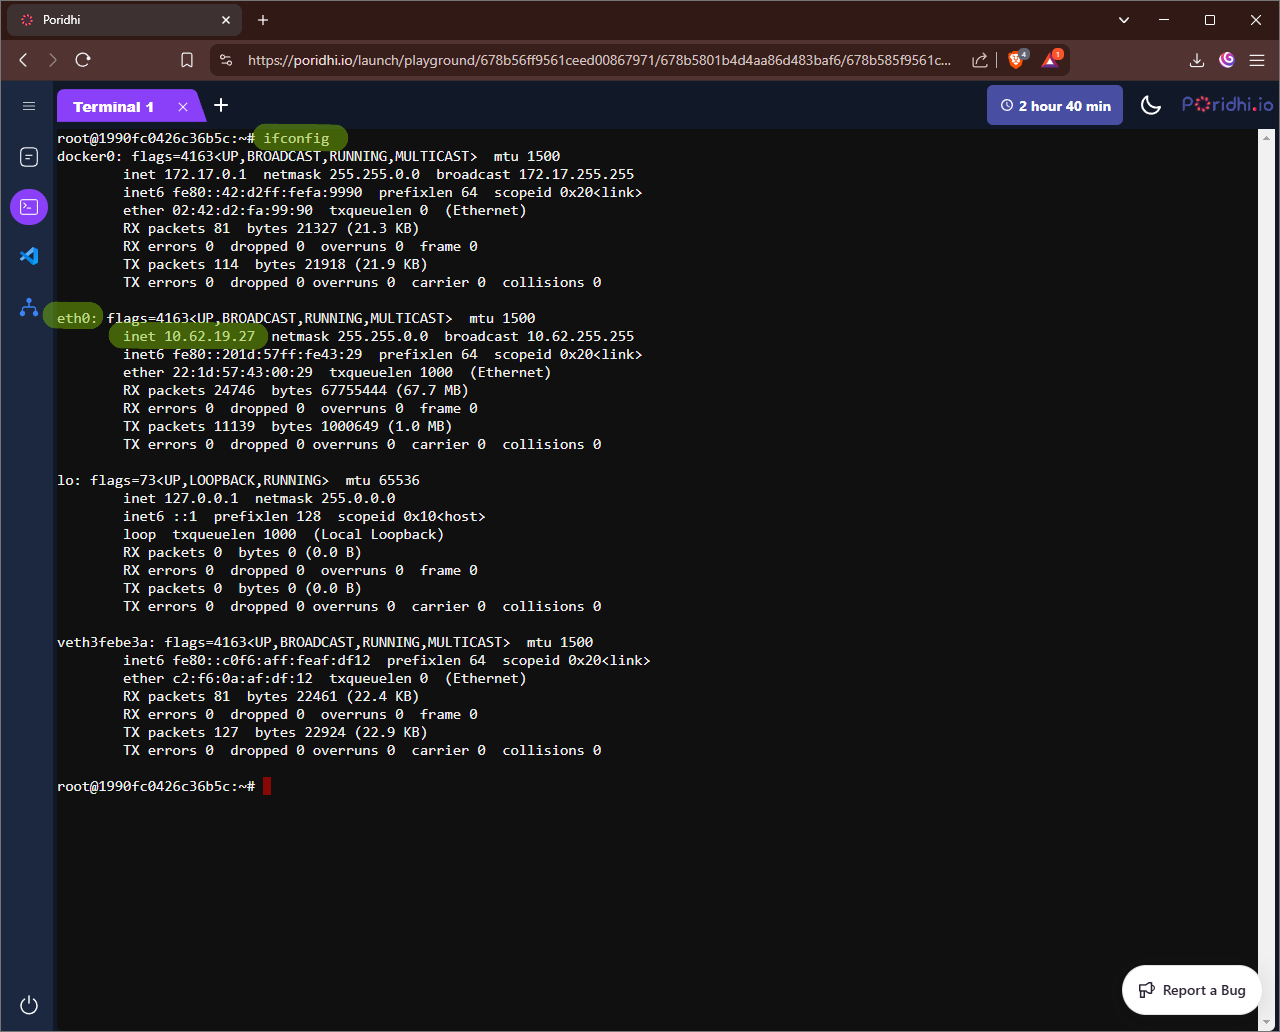 Poridhi
https://poridhi.io/launch/playground/678b56ff9561ceed00867971/678b5801b4d4aa86d483baf6/678b585f9561c...
4
1
Terminal 1
2 hour 40 min
Poridhi.io
root@1990fc0426c36b5c:~# ifconfig
docker0: flags=4163<UP,BROADCAST,RUNNING,MULTICAST>  mtu 1500
        inet 172.17.0.1  netmask 255.255.0.0  broadcast 172.17.255.255
        inet6 fe80::42:d2ff:fefa:9990  prefixlen 64  scopeid 0x20<link>
        ether 02:42:d2:fa:99:90  txqueuelen 0  (Ethernet)
        RX packets 81  bytes 21327 (21.3 KB)
        RX errors 0  dropped 0  overruns 0  frame 0
        TX packets 114  bytes 21918 (21.9 KB)
        TX errors 0  dropped 0 overruns 0  carrier 0  collisions 0
eth0: flags=4163<UP,BROADCAST,RUNNING,MULTICAST>  mtu 1500
        inet 10.62.19.27  netmask 255.255.0.0  broadcast 10.62.255.255
        inet6 fe80::201d:57ff:fe43:29  prefixlen 64  scopeid 0x20<link>
        ether 22:1d:57:43:00:29  txqueuelen 1000  (Ethernet)
        RX packets 24746  bytes 67755444 (67.7 MB)
        RX errors 0  dropped 0  overruns 0  frame 0
        TX packets 11139  bytes 1000649 (1.0 MB)
        TX errors 0  dropped 0 overruns 0  carrier 0  collisions 0
lo: flags=73<UP,LOOPBACK,RUNNING>  mtu 65536
        inet 127.0.0.1  netmask 255.0.0.0
        inet6 ::1  prefixlen 128  scopeid 0x10<host>
        loop  txqueuelen 1000  (Local Loopback)
        RX packets 0  bytes 0 (0.0 B)
        RX errors 0  dropped 0  overruns 0  frame 0
        TX packets 0  bytes 0 (0.0 B)
        TX errors 0  dropped 0 overruns 0  carrier 0  collisions 0
veth3febe3a: flags=4163<UP,BROADCAST,RUNNING,MULTICAST>  mtu 1500
        inet6 fe80::c0f6:aff:feaf:df12  prefixlen 64  scopeid 0x20<link>
        ether c2:f6:0a:af:df:12  txqueuelen 0  (Ethernet)
        RX packets 81  bytes 22461 (22.4 KB)
        RX errors 0  dropped 0  overruns 0  frame 0
        TX packets 127  bytes 22924 (22.9 KB)
        TX errors 0  dropped 0 overruns 0  carrier 0  collisions 0
root@1990fc0426c36b5c:~#
Report a Bug